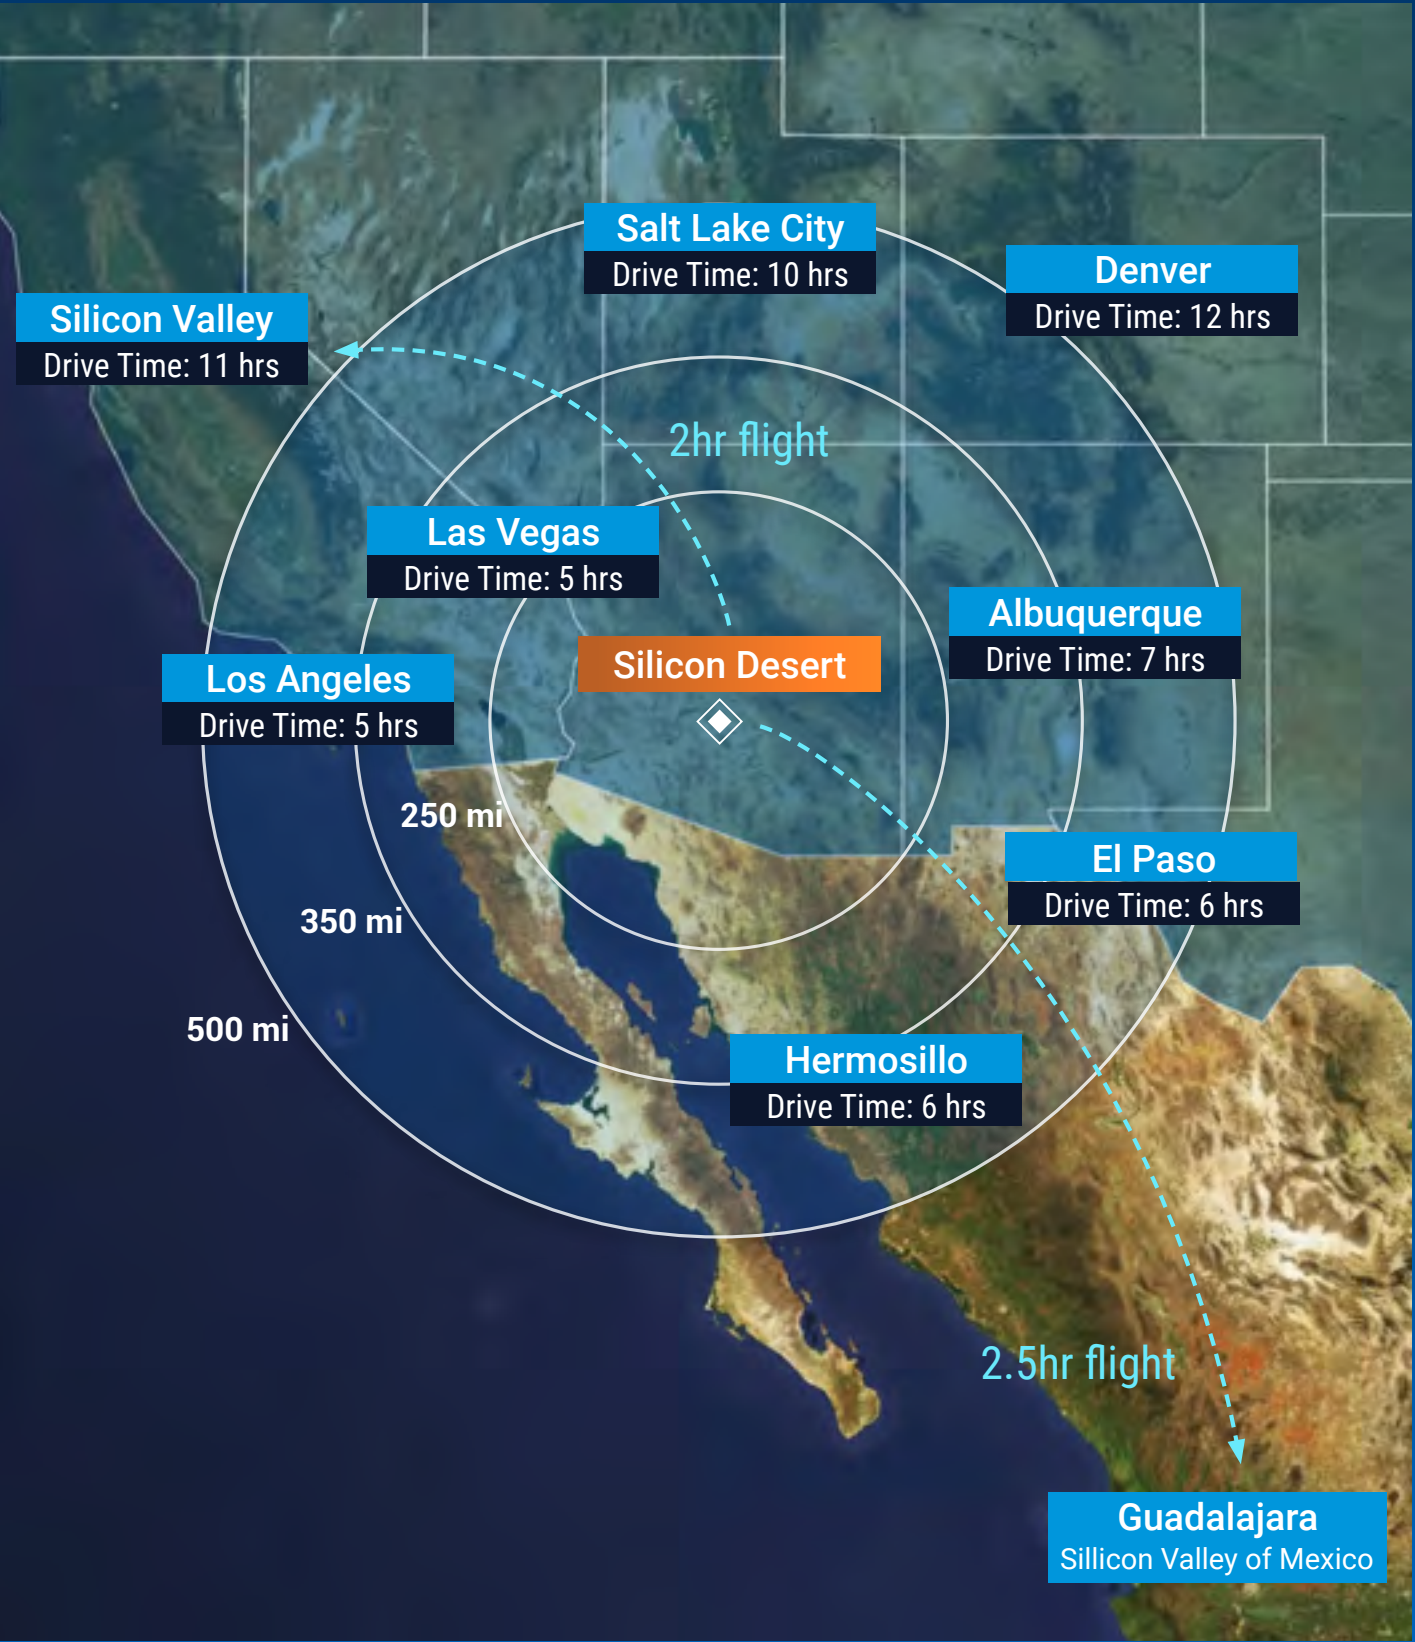 Salt Lake City
Drive Time: 10 hrs
Denver
Drive Time: 12 hrs
Silicon Valley
Drive Time: 11 hrs
2hr flight
Las Vegas
Drive Time: 5 hrs
Albuquerque
Drive Time: 7 hrs
Silicon Desert
Los Angeles
Drive Time: 5 hrs
250 mi
El Paso
Drive Time: 6 hrs
350 mi
500 mi
Hermosillo
Drive Time: 6 hrs
2.5hr flight
Guadalajara
Sillicon Valley of Mexico